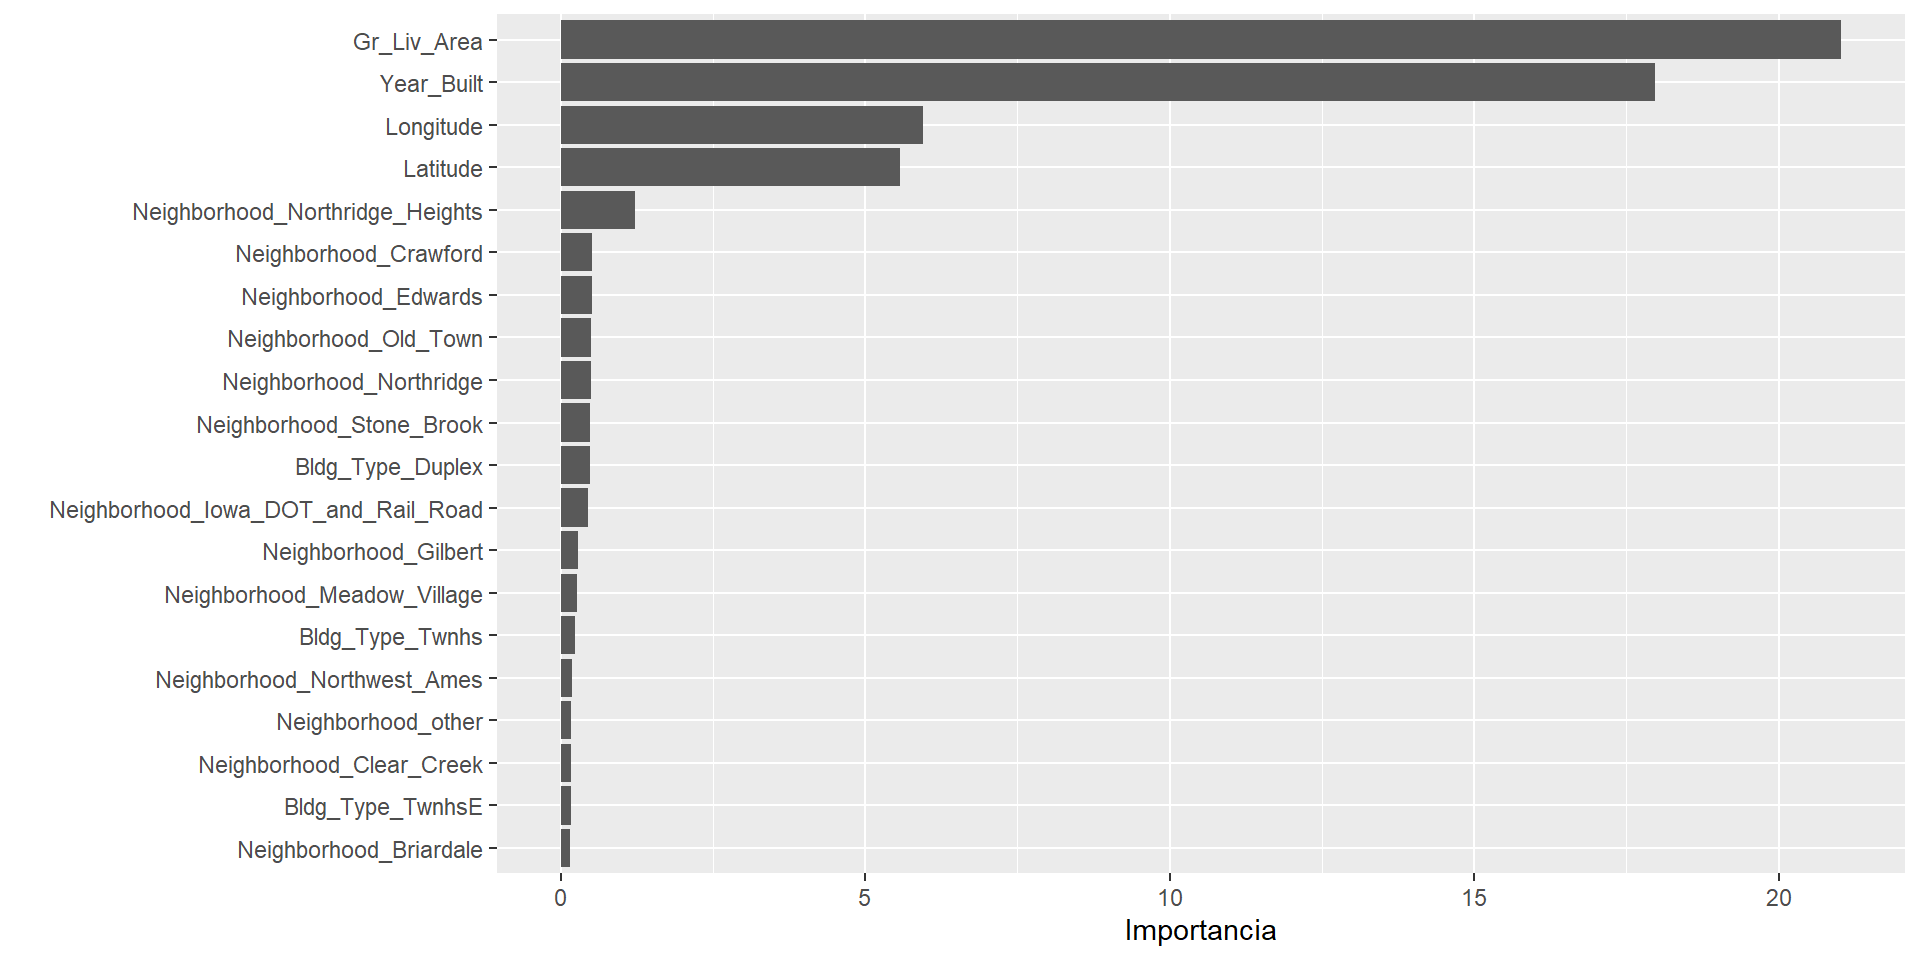 Gr_Liv_Area
Year_Built
Longitude
Latitude
Neighborhood_Northridge_Heights
Neighborhood_Crawford
Neighborhood_Edwards
Neighborhood_Old_Town
Neighborhood_Northridge
Neighborhood_Stone_Brook
Bldg_Type_Duplex
Neighborhood_Iowa_DOT_and_Rail_Road
Neighborhood_Gilbert
Neighborhood_Meadow_Village
Bldg_Type_Twnhs
Neighborhood_Northwest_Ames
Neighborhood_other
Neighborhood_Clear_Creek
Bldg_Type_TwnhsE
Neighborhood_Briardale
0 5 10 15 20
Importancia